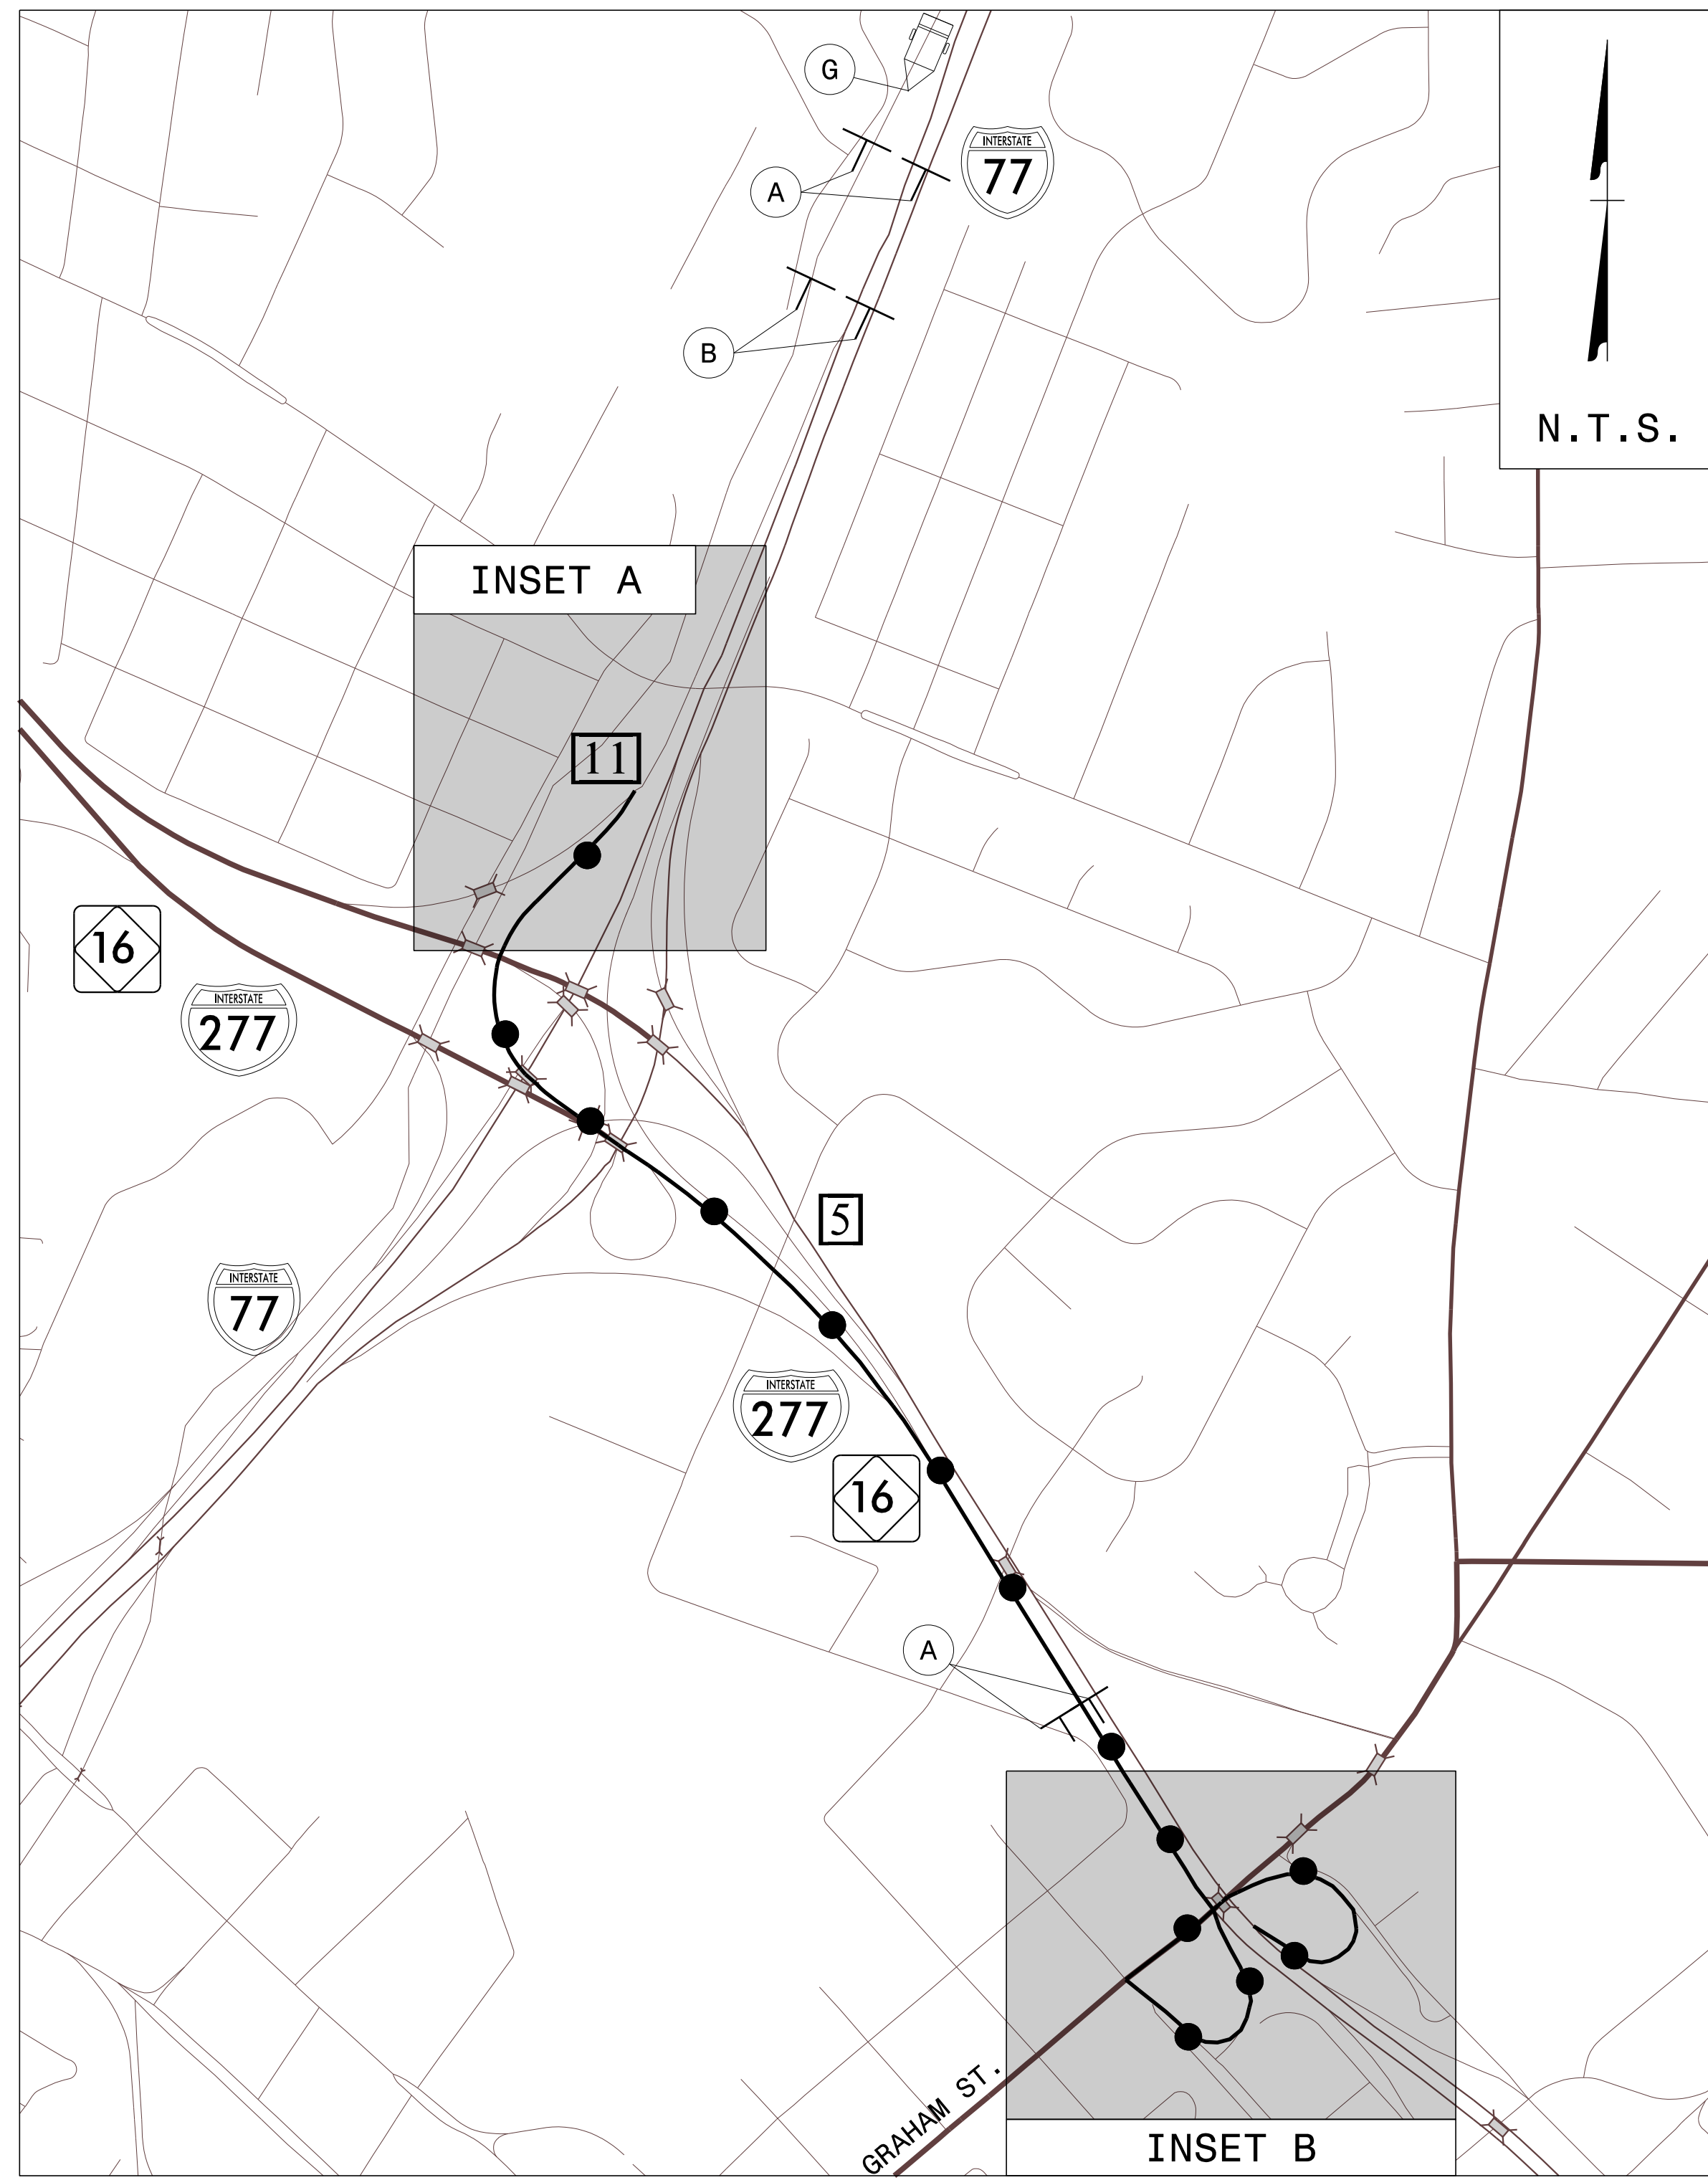 G
INTERSTATE
77
A
B
N.T.S.
INSET A
11
16
INTERSTATE
277
5
INTERSTATE
77
INTERSTATE
277
16
A
GRAHAM ST.
INSET B